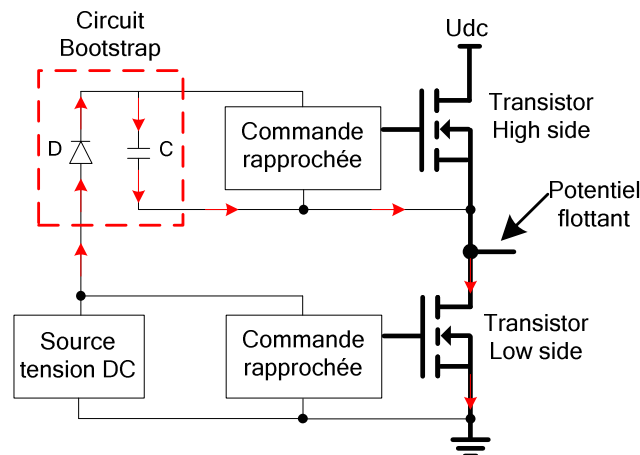 Circuit
Bootstrap
Udc
D
C
Commande
rapprochée
Transistor
High side
Potentiel
flottant
Source
tension DC
Commande
rapprochée
Transistor
Low side